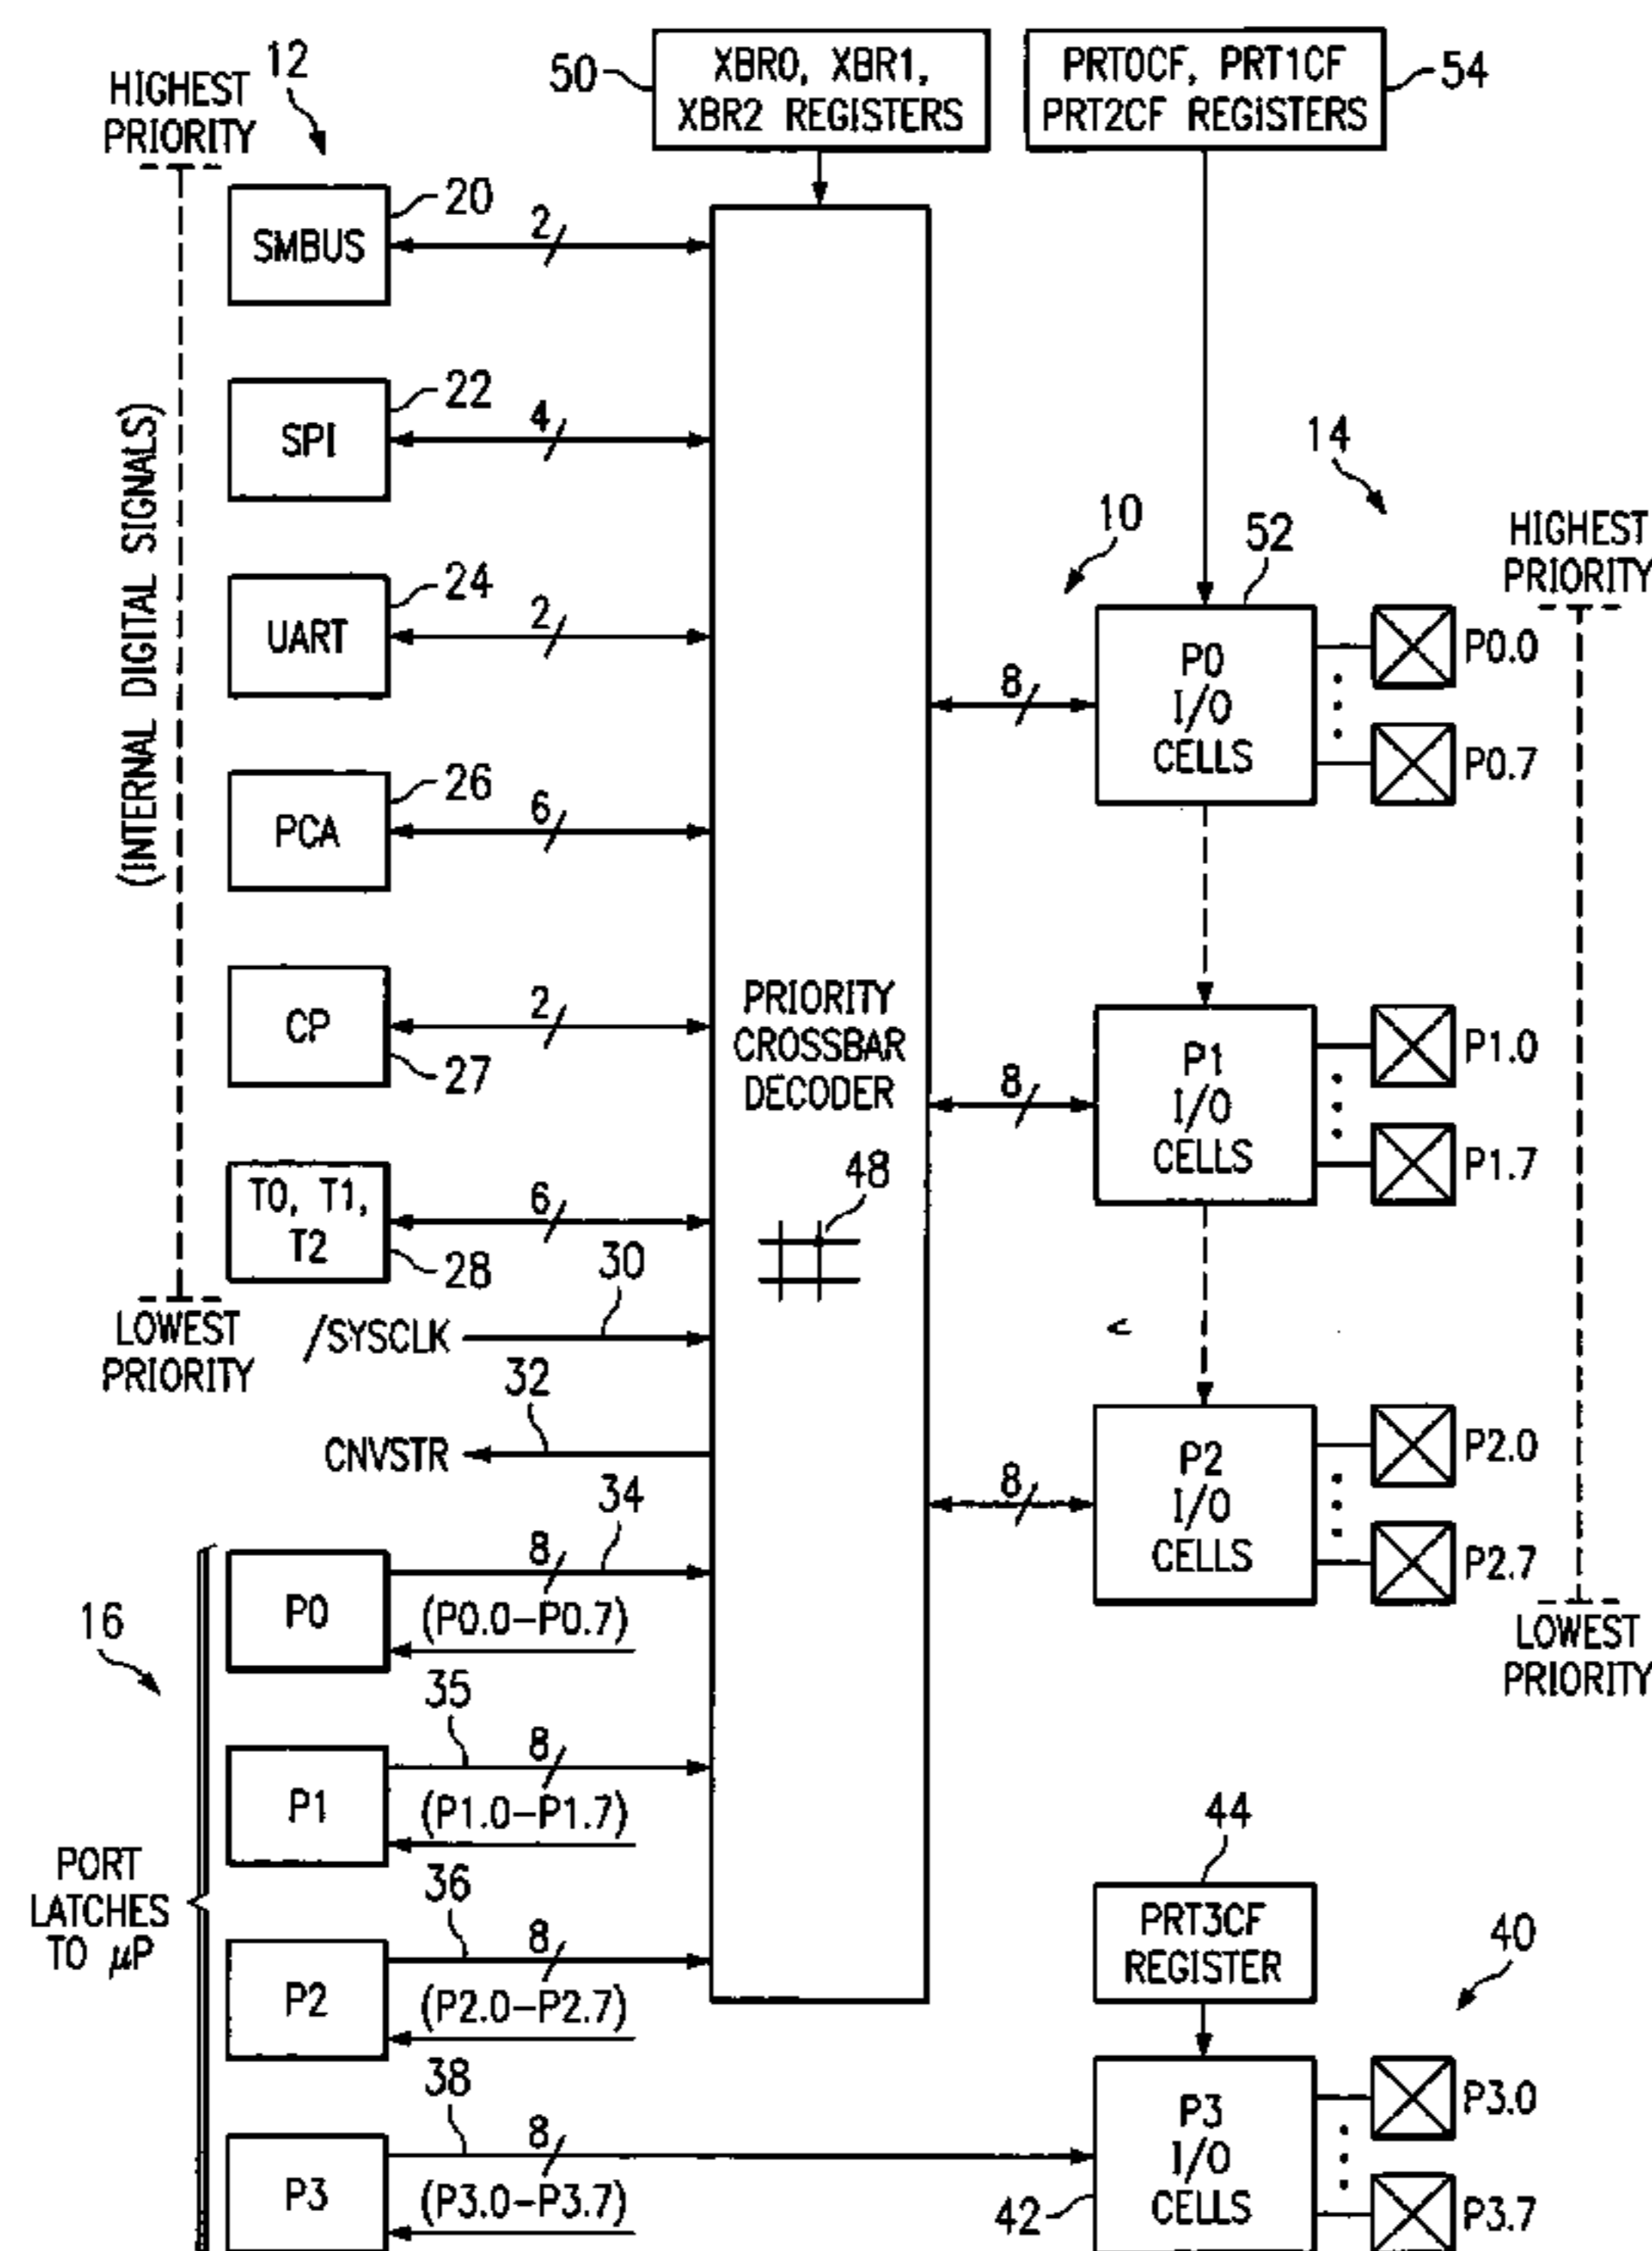 HIGHEST
PRIORITY
12
50
XBR0, XBR1,
XBR2 REGISTERS
PRT0CF, PRT1CF
PRT2CF REGISTERS
54
(INTERNAL DIGITAL SIGNALS)
SMBUS
20
2
SPI
22
4
UART
24
2
PCA
26
6
CP
27
2
T0, T1,
T2
28
6
LOWEST
PRIORITY
/SYSCLK
30
CNVSTR
32
PRIORITY
CROSSBAR
DECODER
48
10
14
52
HIGHEST
PRIORITY
8
P0
I/O
CELLS
P0.0
P0.7
8
P1
I/O
CELLS
P1.0
P1.7
8
P2
I/O
CELLS
P2.0
P2.7
LOWEST
PRIORITY
16
PORT
LATCHES
TO μP
P0
8
34
(P0.0-P0.7)
P1
35
8
(P1.0-P1.7)
P2
36
8
(P2.0-P2.7)
P3
38
8
(P3.0-P3.7)
44
PRT3CF
REGISTER
40
42
P3
I/O
CELLS
P3.0
P3.7